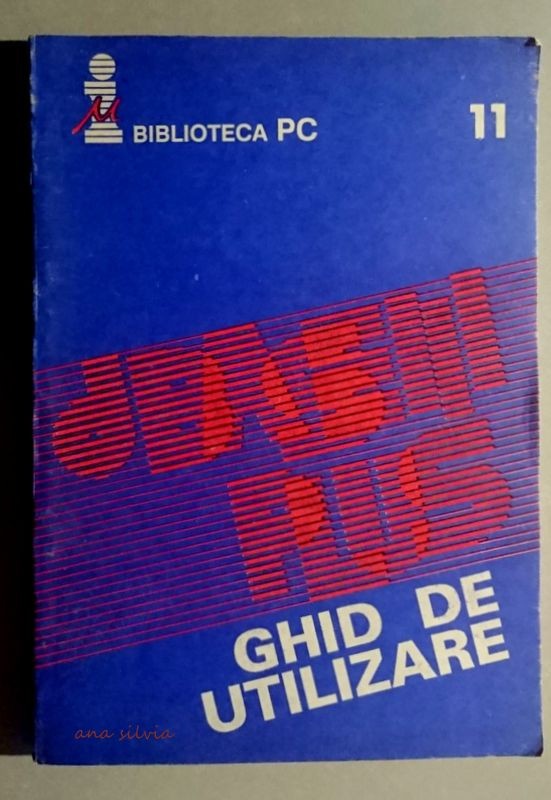 μ
BIBLIOTECA PC
11
dBASE III
PLUS
GHID DE
UTILIZARE
ana silvia